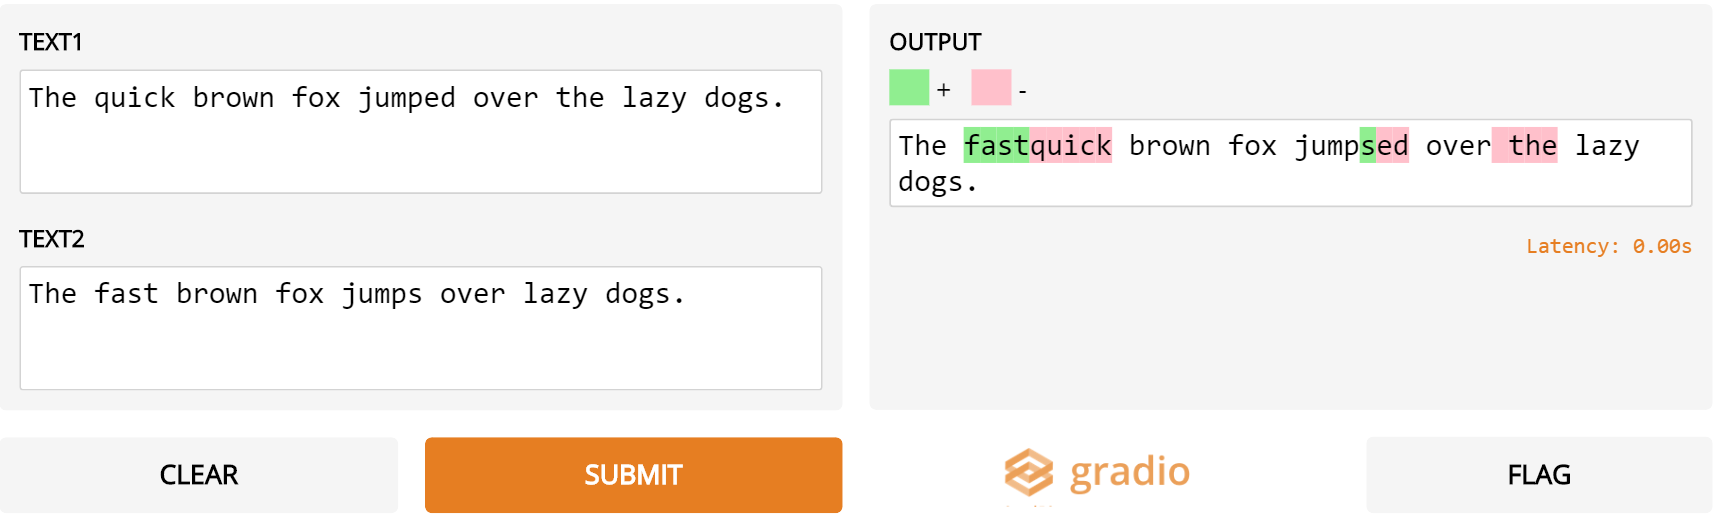 TEXT1
The quick brown fox jumped over the lazy dogs.
TEXT2
The fast brown fox jumps over lazy dogs.
CLEAR
SUBMIT
OUTPUT
+ -
The fastquick brown fox jumpsed over the lazy
dogs.
Latency: 0.00s
gradio
FLAG